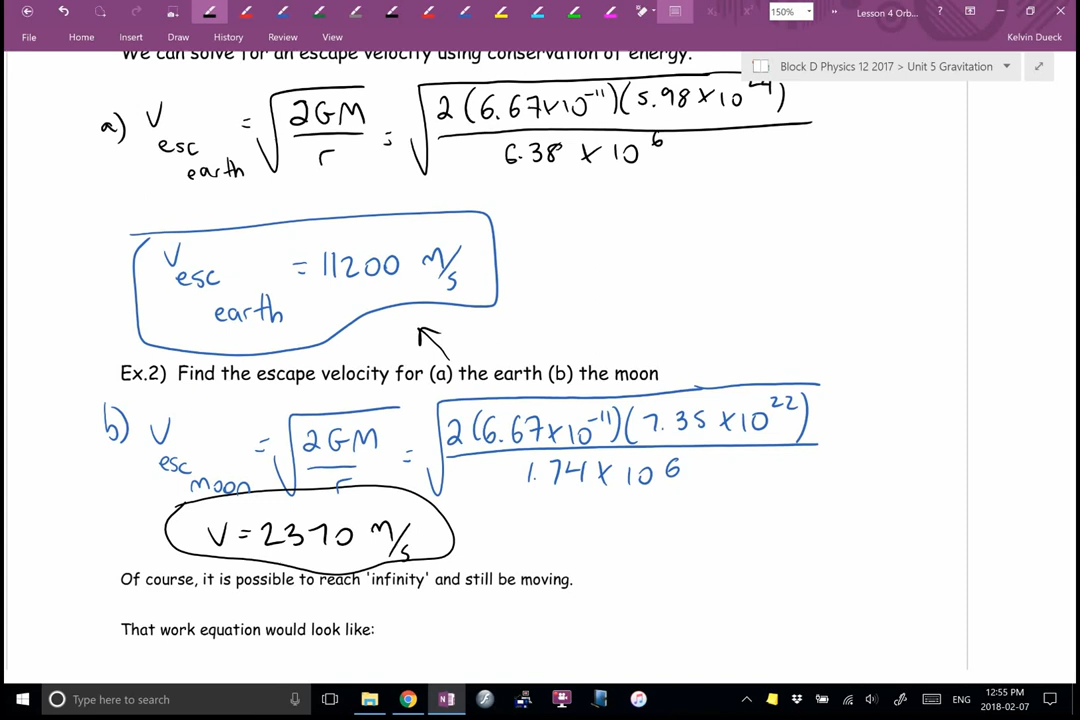 150%
Lesson 4 Orb...
File Home Insert Draw History Review View
Kelvin Dueck
We can solve for an escape velocity using conservation of energy.
Block D Physics 12 2017 > Unit 5 Gravitation
a) V esc earth = √(2GM/r) = √(2(6.67×10⁻¹¹)(5.98×10²⁴)/6.38 × 10⁶)
V esc earth = 11200 m/s
Ex.2) Find the escape velocity for (a) the earth (b) the moon
b) V esc moon = √(2GM/r) = √(2(6.67×10⁻¹¹)(7.35 ×10²²)/1.74 × 10⁶)
V = 2370 m/s
Of course, it is possible to reach 'infinity' and still be moving.
That work equation would look like:
Type here to search
ENG
12:55 PM
2018-02-07